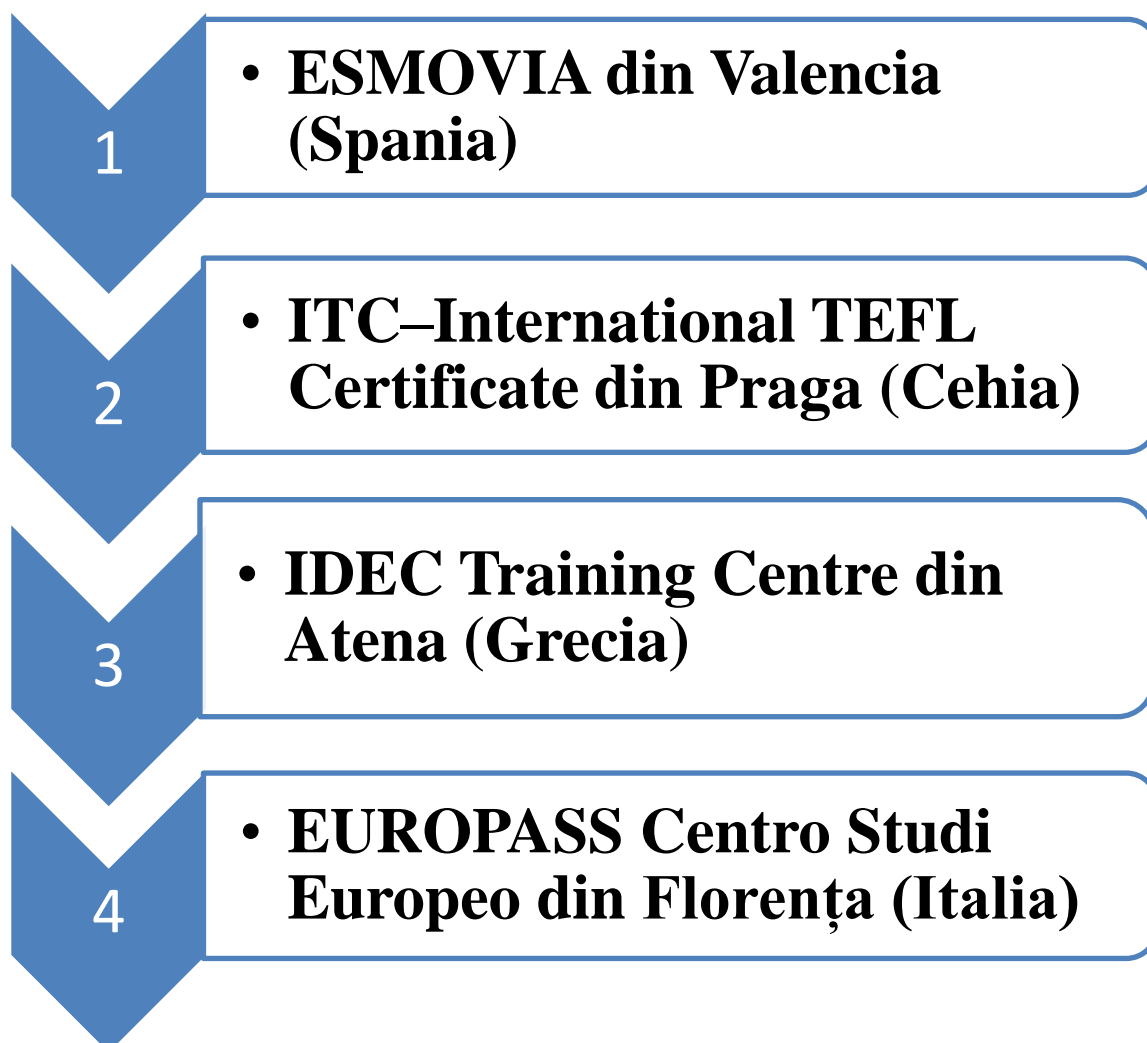 1
• ESMOVIA din Valencia
(Spania)
2
• ITC–International TEFL
Certificate din Praga (Cehia)
3
• IDEC Training Centre din
Atena (Grecia)
4
• EUROPASS Centro Studi
Europeo din Florența (Italia)